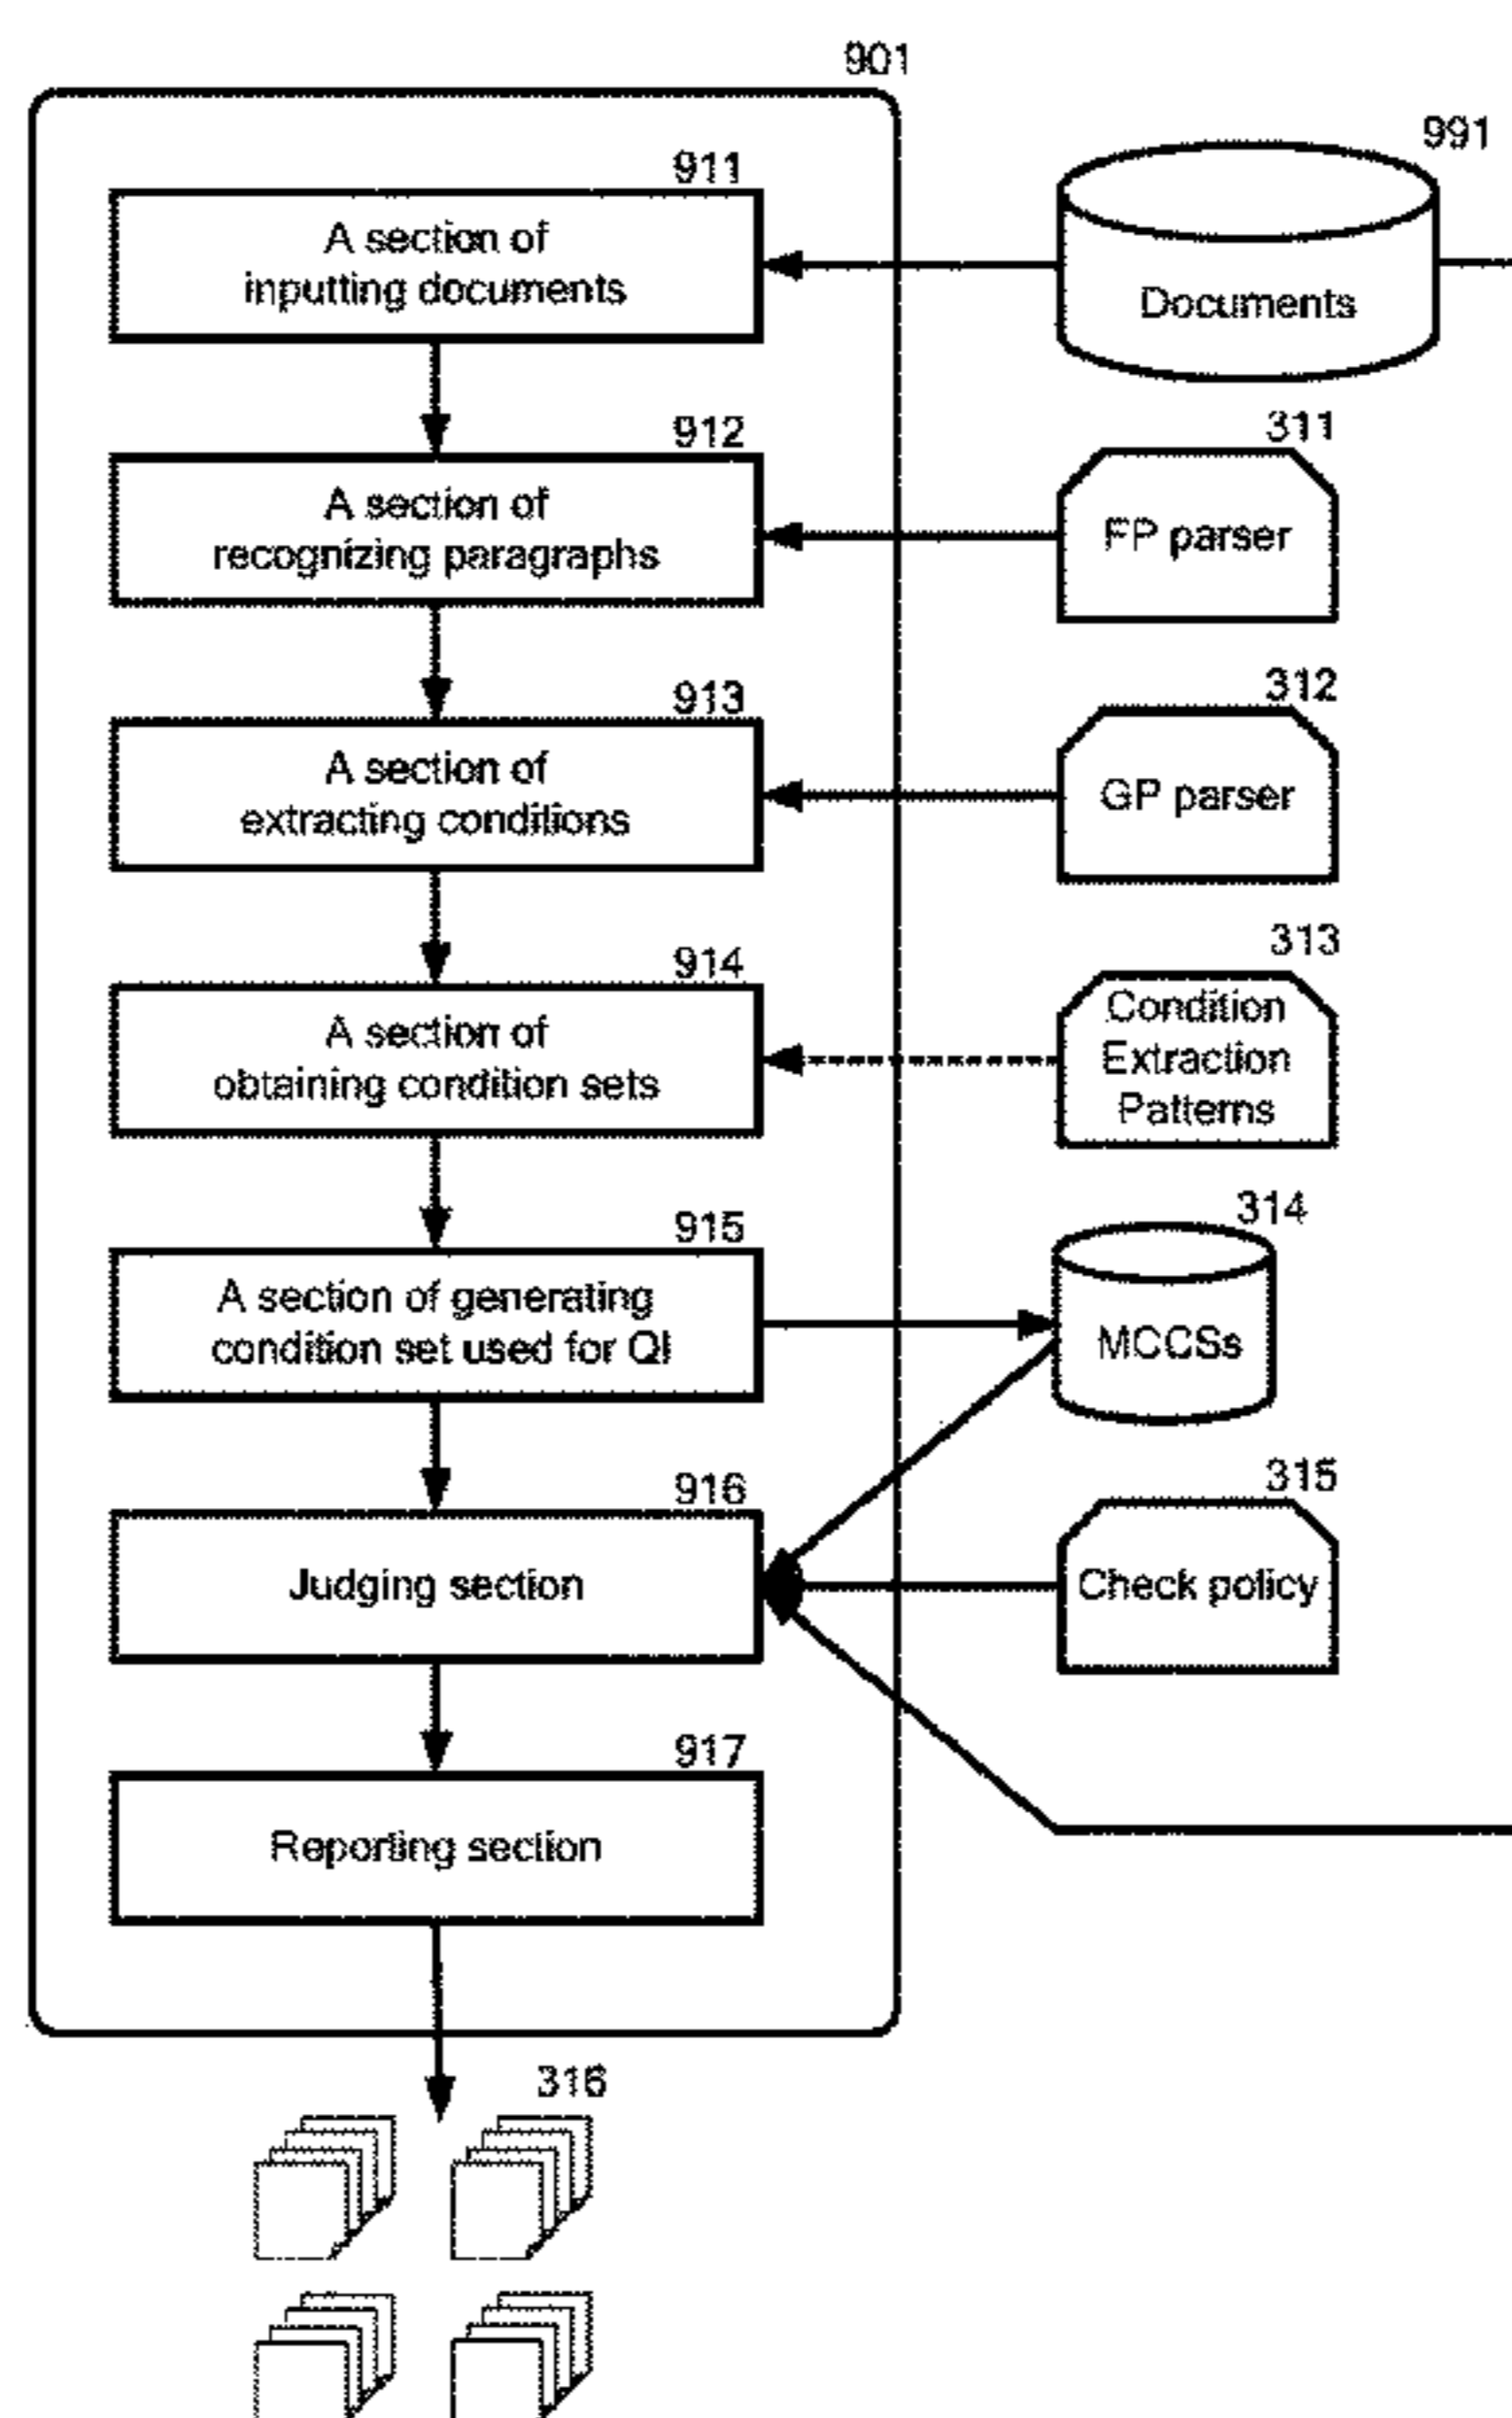 901
991
911
A section of
inputting documents
Documents
912
A section of
recognizing paragraphs
311
FP parser
913
A section of
extracting conditions
312
GP parser
914
A section of
obtaining condition sets
313
Condition
Extraction
Patterns
915
A section of generating
condition set used for QI
314
MCCSs
916
Judging section
315
Check policy
917
Reporting section
316